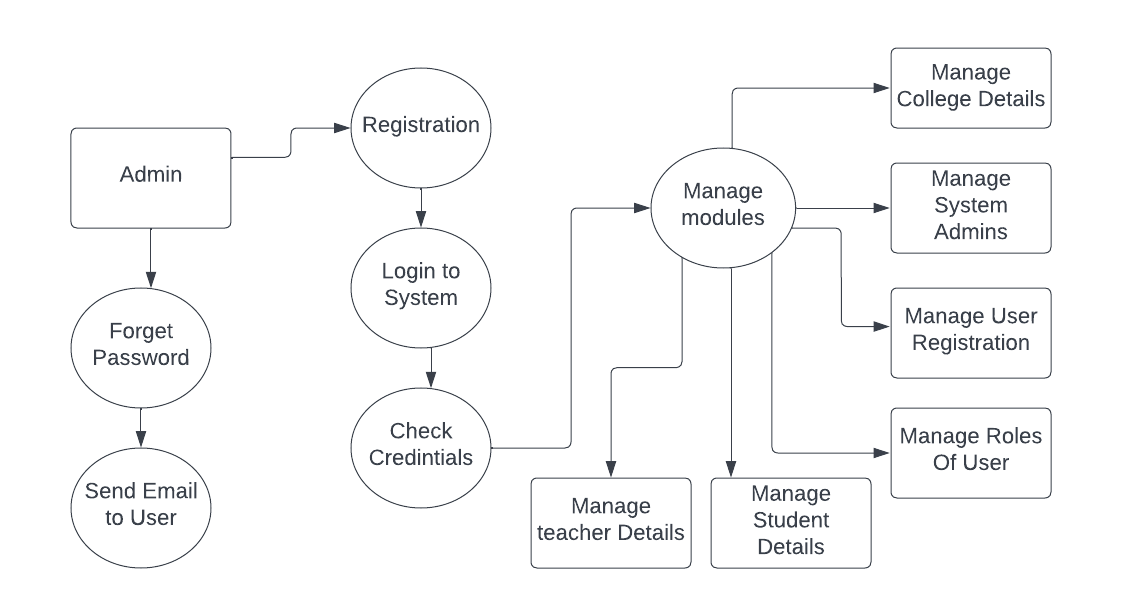 Admin
Forget
Password
Send Email
to User
Registration
Login to
System
Check
Credintials
Manage
modules
Manage
College Details
Manage
System
Admins
Manage User
Registration
Manage Roles
Of User
Manage
teacher Details
Manage
Student
Details